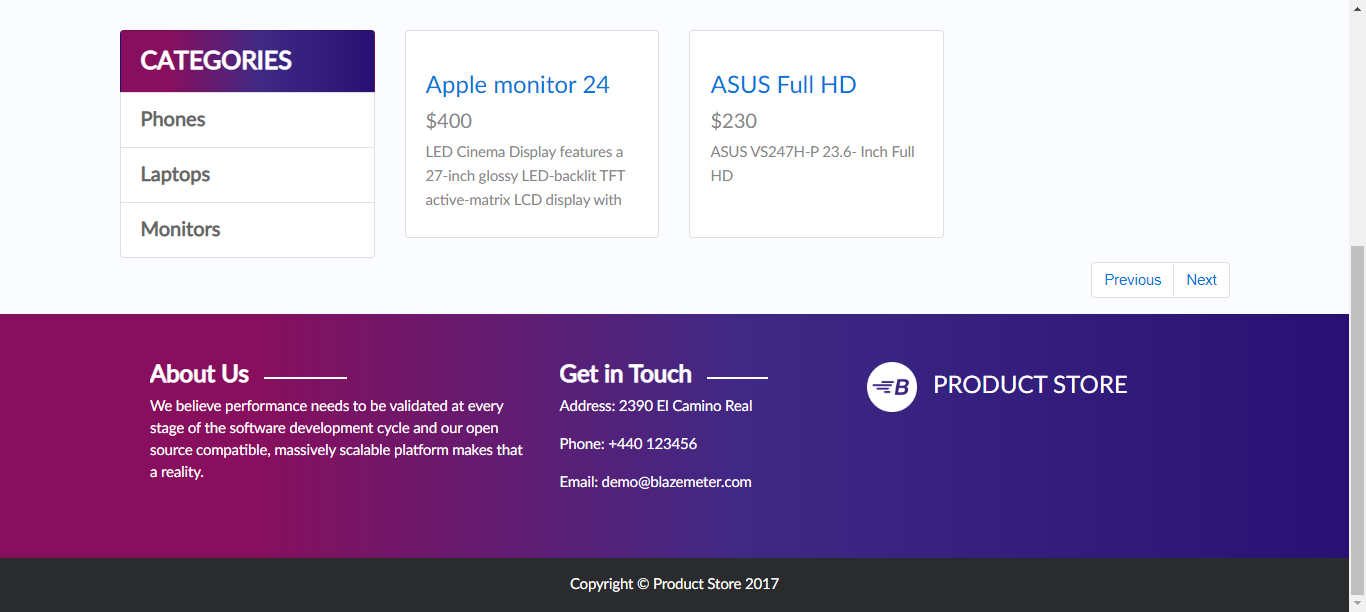 CATEGORIES
Phones
Laptops
Monitors
Apple monitor 24
$400
LED Cinema Display features a
27-inch glossy LED-backlit TFT
active-matrix LCD display with
ASUS Full HD
$230
ASUS VS247H-P 23.6- Inch Full
HD
Previous
Next
About Us
We believe performance needs to be validated at every
stage of the software development cycle and our open
source compatible, massively scalable platform makes that
a reality.
Get in Touch
Address: 2390 El Camino Real
Phone: +440 123456
Email: demo@blazemeter.com
B
PRODUCT STORE
Copyright © Product Store 2017